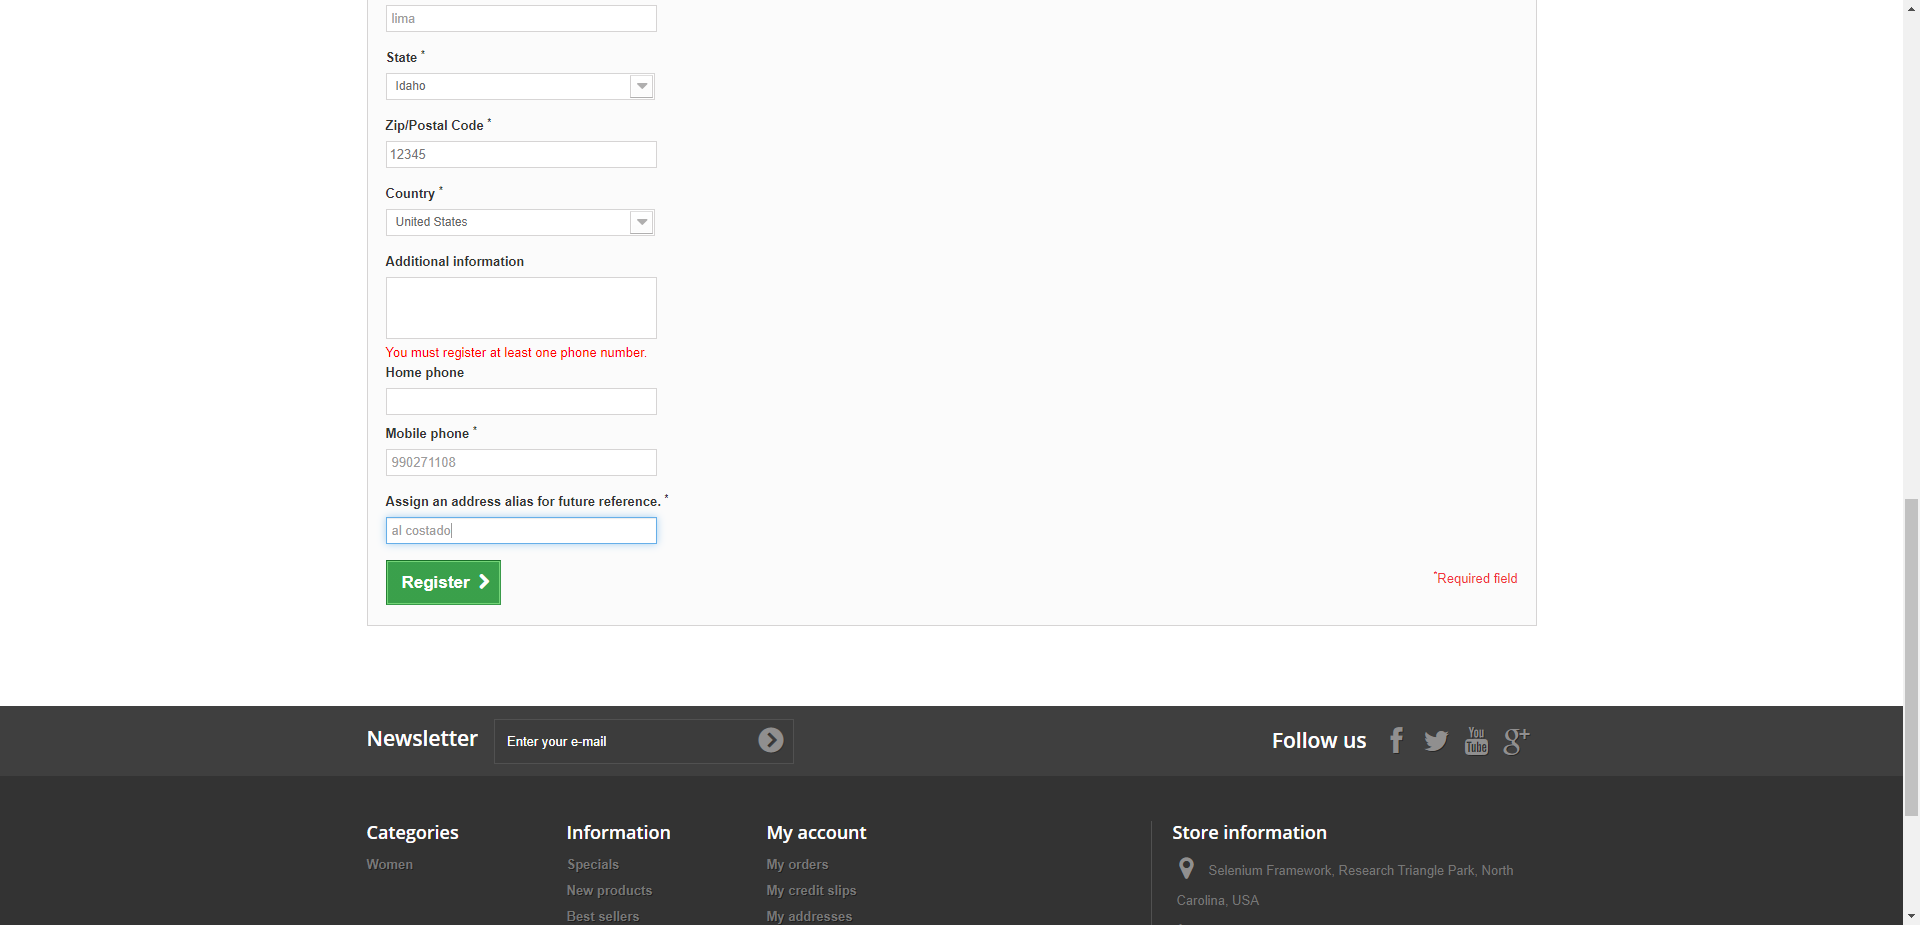 lima
State *
Idaho
Zip/Postal Code *
12345
Country *
United States
Additional information
You must register at least one phone number.
Home phone
Mobile phone *
990271108
Assign an address alias for future reference. *
al costado
Register
*Required field
Newsletter
Enter your e-mail
Follow us
You
Tube
g+
Categories
Women
Information
Specials
New products
Best sellers
My account
My orders
My credit slips
My addresses
Store information
Selenium Framework, Research Triangle Park, North
Carolina, USA